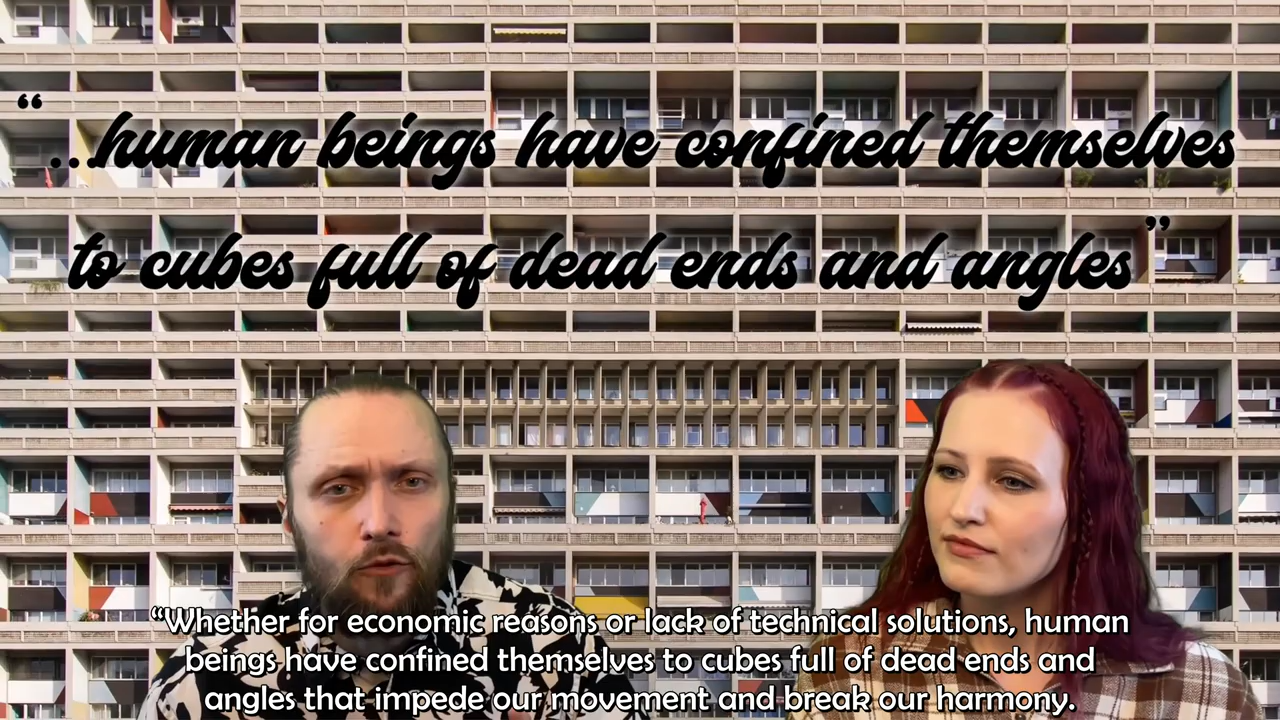 “...human beings have confined themselves
to cubes full of dead ends and angles”
“Whether for economic reasons or lack of technical solutions, human
beings have confined themselves to cubes full of dead ends and
angles that impede our movement and break our harmony.